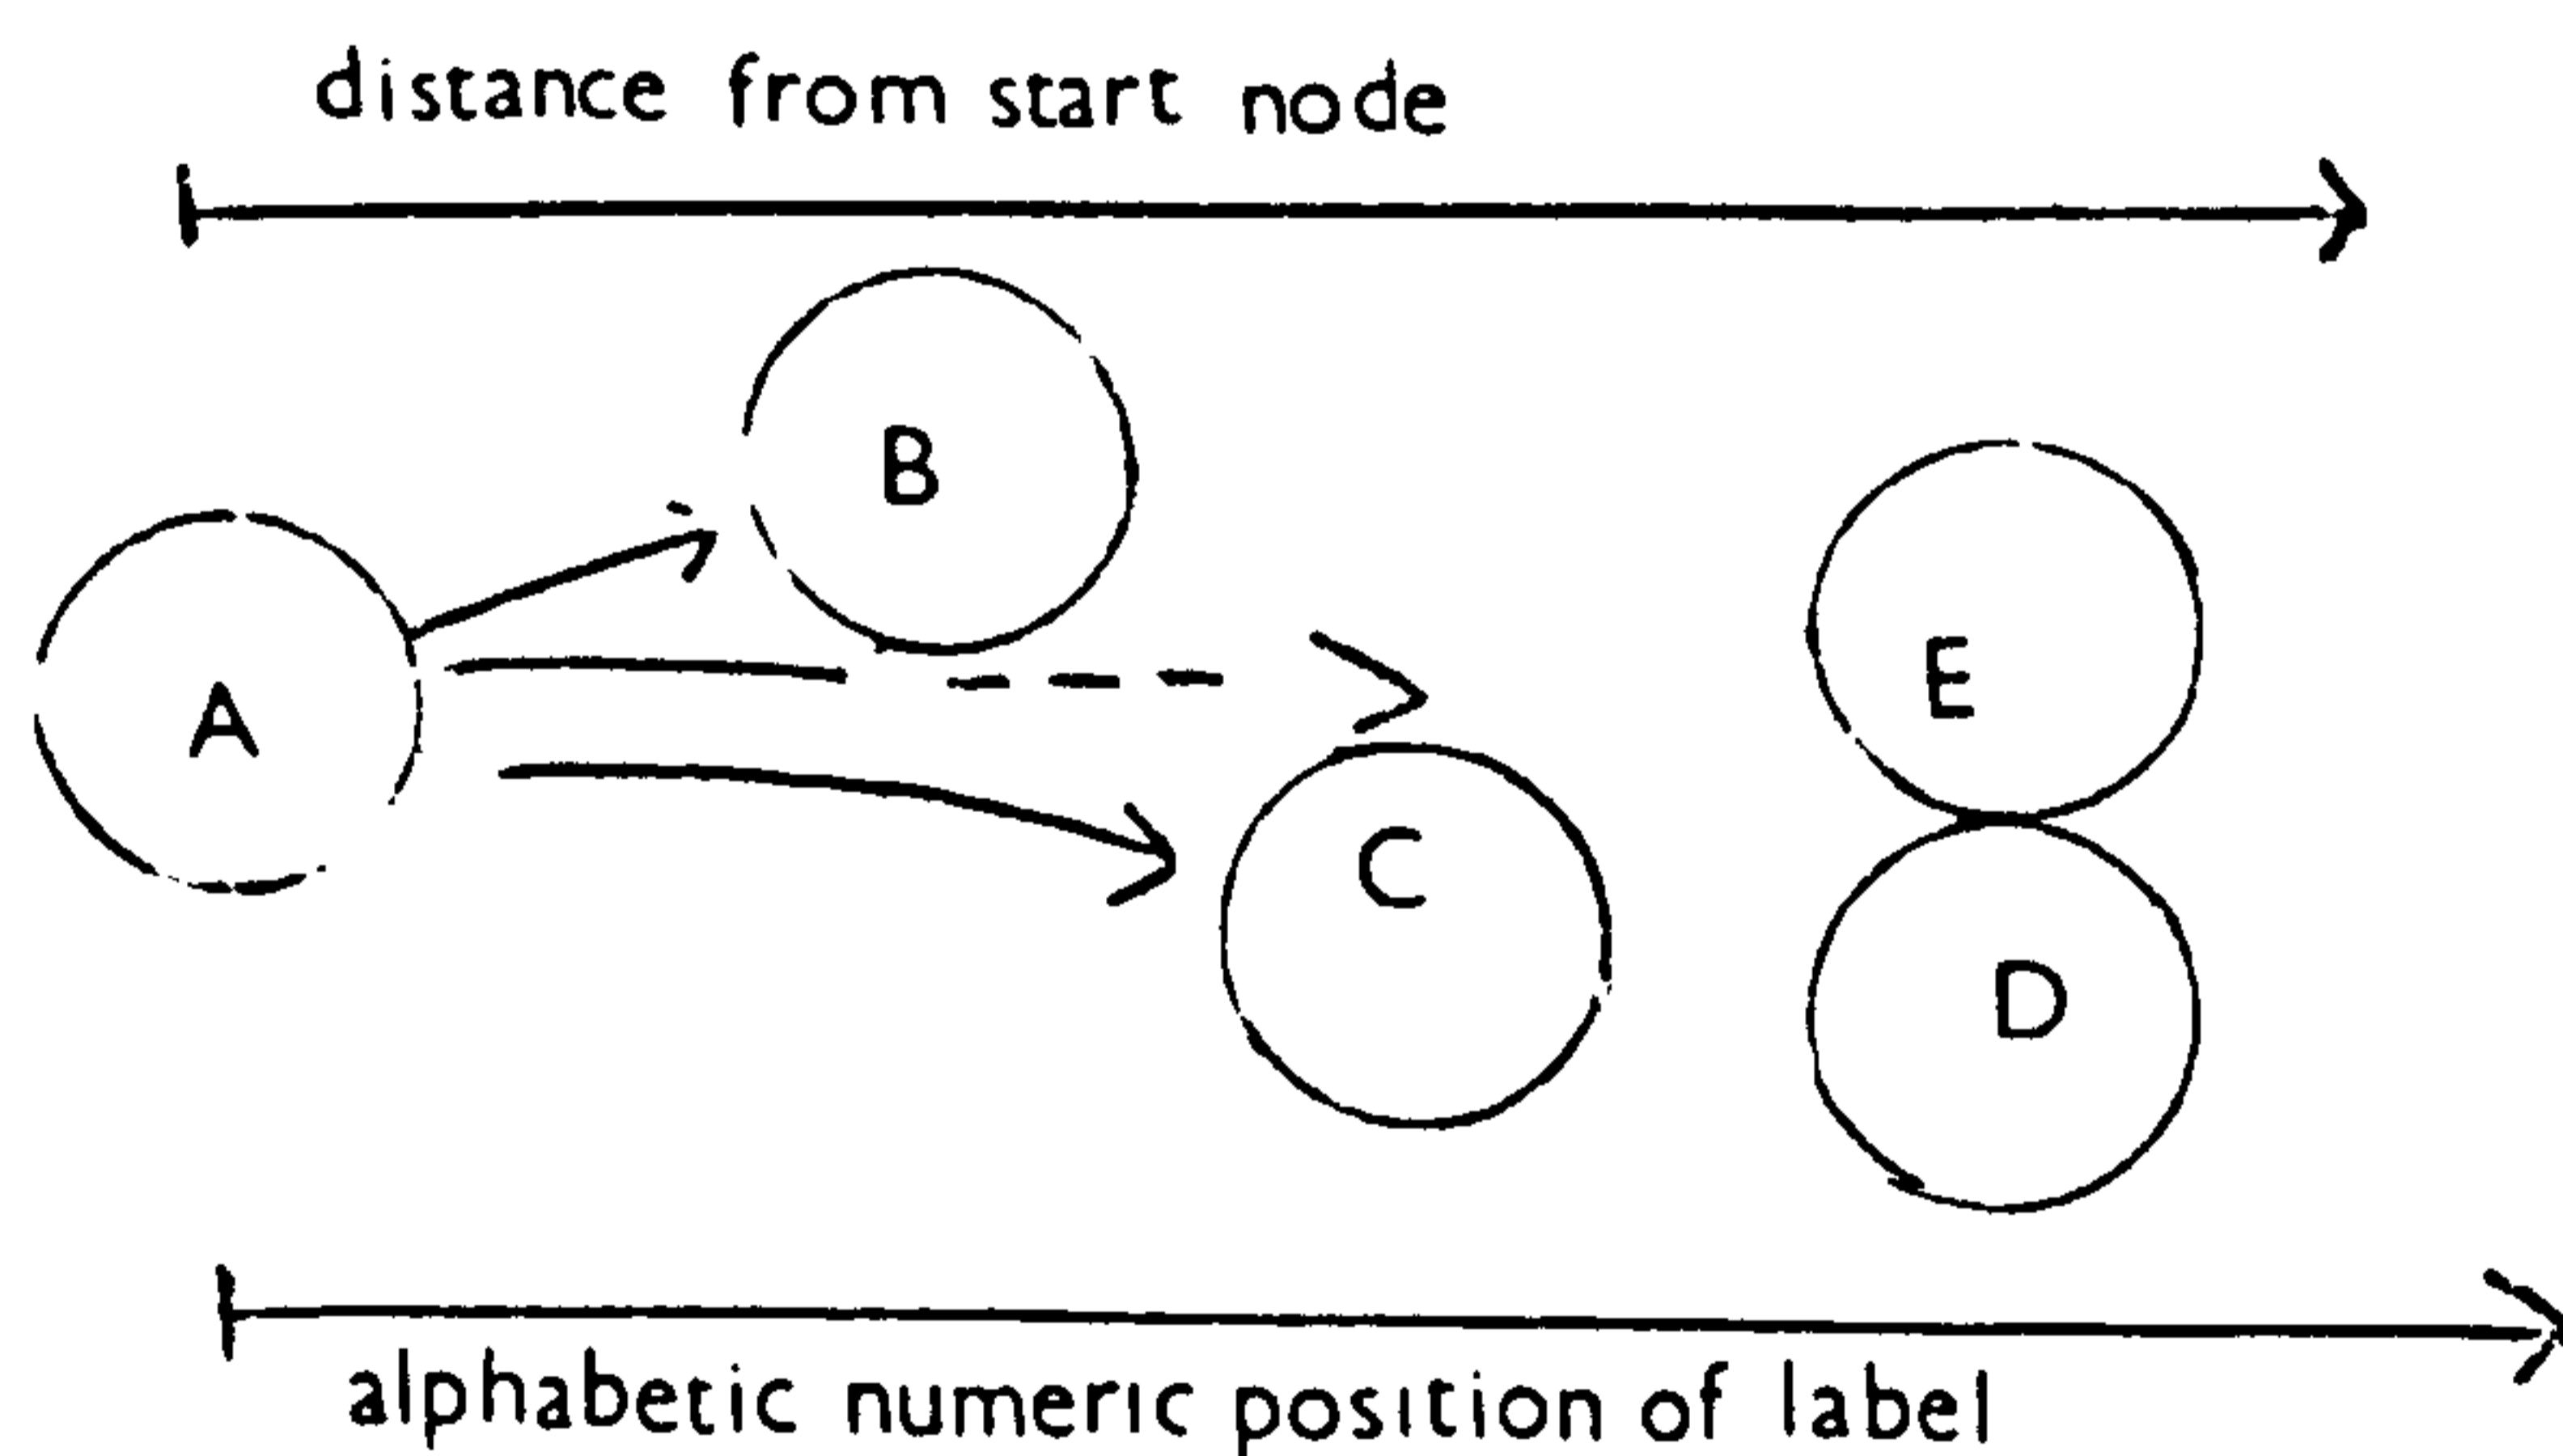 distance from start node
B
E
A
C
D
alphabetic numeric position of label